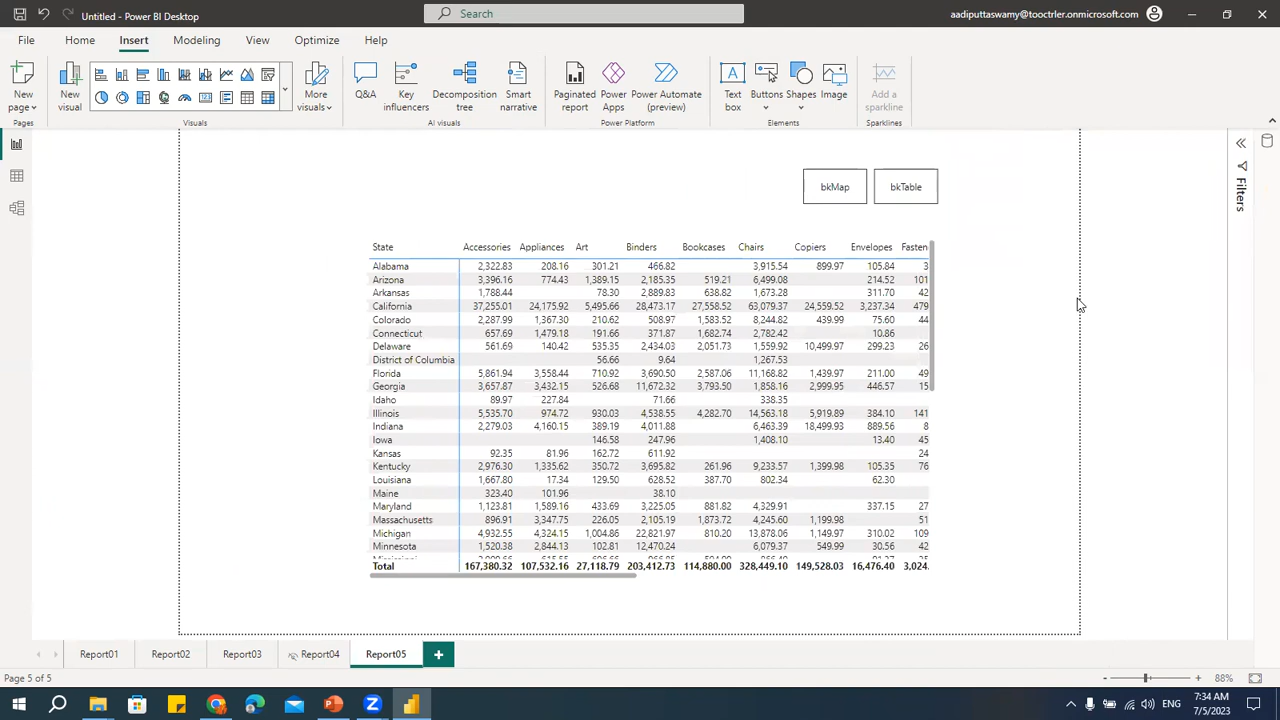 Untitled - Power BI Desktop
Search
aadiputtaswamy@tooctrler.onmicrosoft.com
File Home Insert Modeling View Optimize Help
New page
New visual
More visuals
Q&A
Key influencers
Decomposition tree
Smart narrative
Paginated report
Power Apps
Power Automate (preview)
Text box
Buttons
Shapes
Image
Add a sparkline
Pages Visuals AI visuals Power Platform Elements Sparklines
Filters
bkMap bkTable
State Accessories Appliances Art Binders Bookcases Chairs Copiers Envelopes Fasten
Alabama 2,322.83 208.16 301.21 466.82 3,915.54 899.97 105.84 3
Arizona 3,396.16 774.43 1,389.15 2,185.35 519.21 6,499.08 214.52 101
Arkansas 1,788.44 78.30 2,889.83 638.82 1,673.28 311.70 42
California 37,255.01 24,175.92 5,495.66 28,473.17 27,558.52 63,079.37 24,559.52 3,237.34 479
Colorado 2,287.99 1,367.30 210.62 508.97 1,583.52 8,244.82 439.99 75.60 44
Connecticut 657.69 1,479.18 191.66 371.87 1,682.74 2,782.42 10.86
Delaware 561.69 140.42 535.35 2,434.03 2,051.73 1,559.92 10,499.97 299.23 26
District of Columbia 56.66 9.64 1,267.53
Florida 5,861.94 3,558.44 710.92 3,690.50 2,587.06 11,168.82 1,439.97 211.00 49
Georgia 3,657.87 3,432.15 526.68 11,672.32 3,793.50 1,858.16 2,999.95 446.57 15
Idaho 89.97 227.84 71.66 338.35
Illinois 5,535.70 974.72 930.03 4,538.55 4,282.70 14,563.18 5,919.89 384.10 141
Indiana 2,279.03 4,160.15 389.19 4,011.88 6,463.39 18,499.93 889.56 8
Iowa 146.58 247.96 1,408.10 13.40 45
Kansas 92.35 81.96 162.72 611.92 24
Kentucky 2,976.30 1,335.62 350.72 3,695.82 261.96 9,233.57 1,399.98 105.35 76
Louisiana 1,667.80 17.34 129.50 628.52 387.70 802.34 62.30
Maine 323.40 101.96 38.10
Maryland 1,123.81 1,589.16 433.69 3,225.05 881.82 4,329.91 337.15 27
Massachusetts 896.91 3,347.75 226.05 2,105.19 1,873.72 4,245.60 1,199.98 51
Michigan 4,932.55 4,324.15 1,004.86 22,821.97 810.20 13,878.06 1,149.97 310.02 109
Minnesota 1,520.38 2,844.13 102.81 12,470.24 6,079.37 549.99 30.56 42
Total 167,380.32 107,532.16 27,118.79 203,412.73 114,880.00 328,449.10 149,528.03 16,476.40 3,024.
Report01 Report02 Report03 Report04 Report05
Page 5 of 5
88%
ENG
7:34 AM
7/5/2023